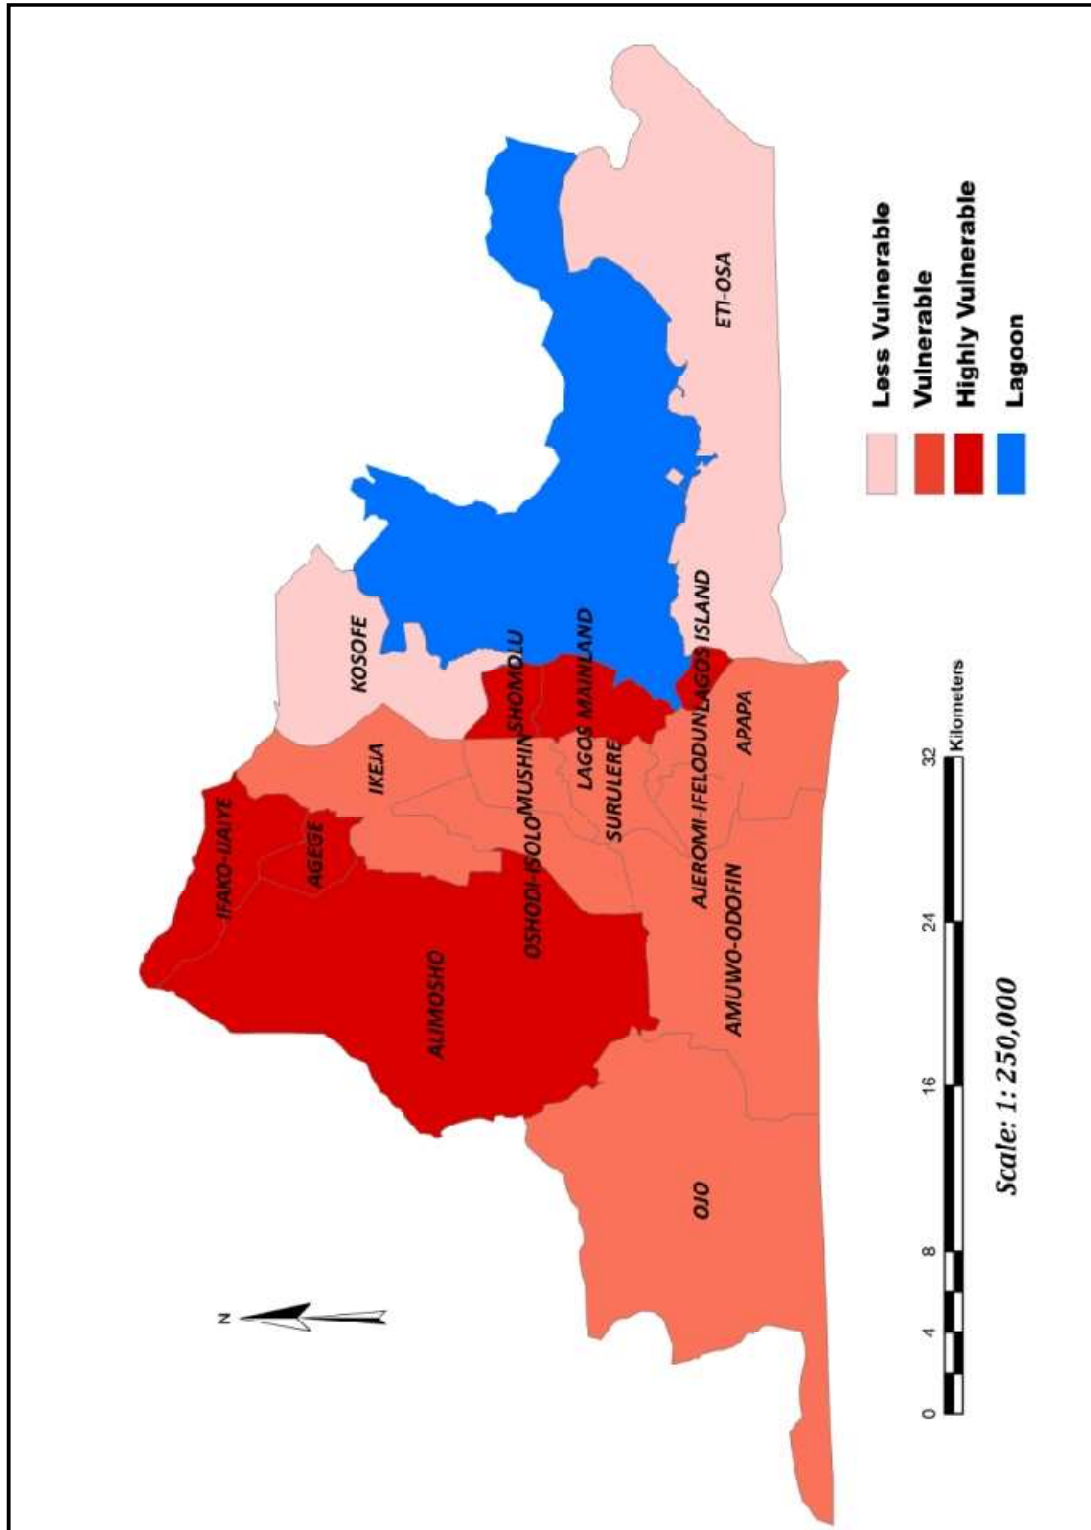 N
IFAKO-IJAIYE
AGEGE
IKEJA
KOSOFE
ALIMOSHO
OSHODI-ISOLO
MUSHIN
SHOMOLU
LAGOS MAINLAND
SURULERE
OJO
AJEROMI-IFELODUN
LAGOS ISLAND
AMUWO-ODOFIN
APAPA
ETI-OSA
Less Vulnerable
Vulnerable
Highly Vulnerable
Lagoon
0 4 8 16 24 32
Kilometers
Scale: 1: 250,000